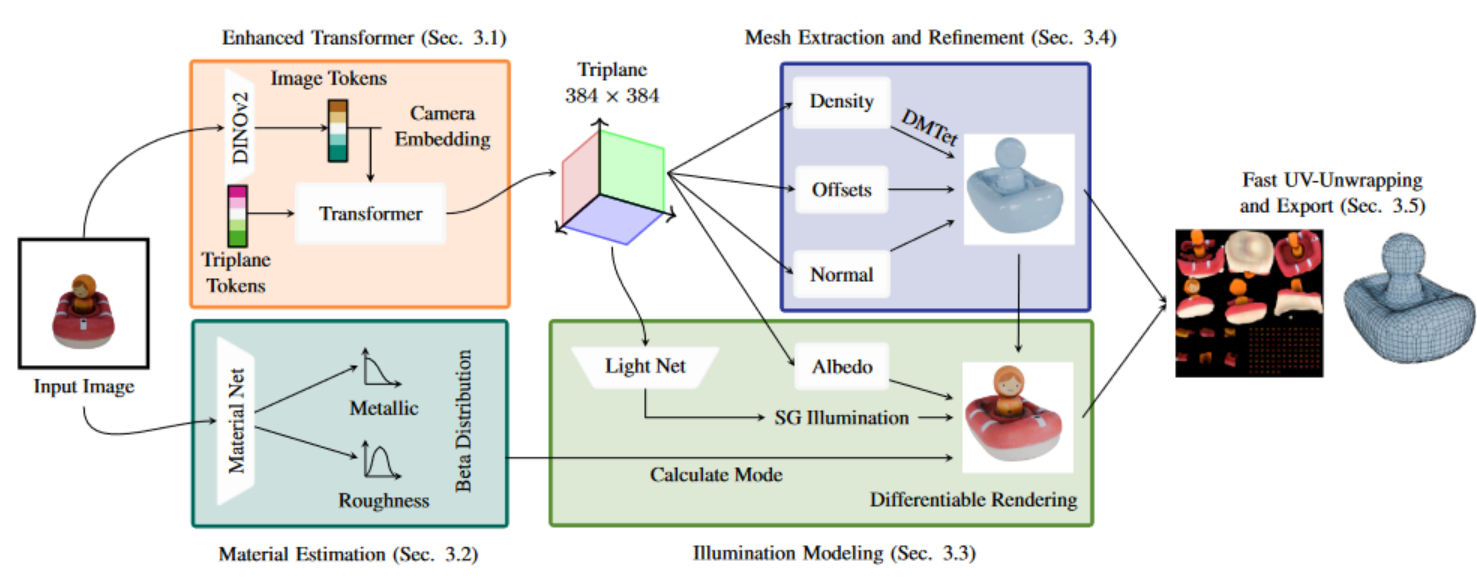 Enhanced Transformer (Sec. 3.1)
Mesh Extraction and Refinement (Sec. 3.4)
DINOv2
Image Tokens
Camera
Embedding
Transformer
Triplane
Tokens
Triplane
384 × 384
Density
DMTet
Offsets
Normal
Fast UV-Unwrapping
and Export (Sec. 3.5)
Input Image
Material Net
Metallic
Roughness
Beta Distribution
Light Net
Albedo
SG Illumination
Calculate Mode
Differentiable Rendering
Material Estimation (Sec. 3.2)
Illumination Modeling (Sec. 3.3)